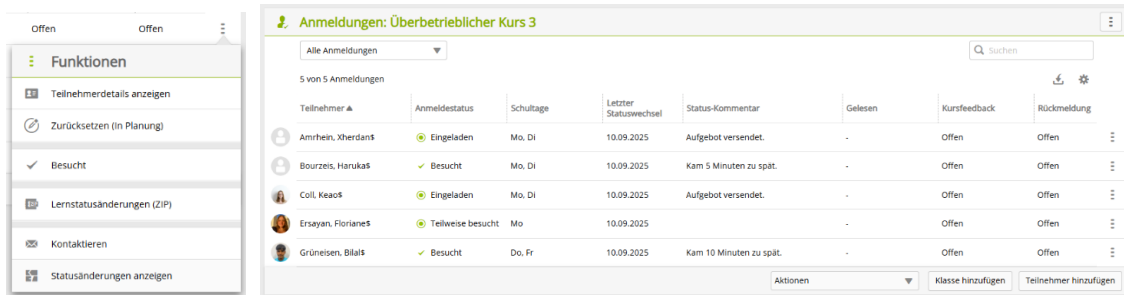 Offen Offen
Funktionen
Teilnehmerdetails anzeigen
Zurücksetzen (In Planung)
Besucht
Lernstatusänderungen (ZIP)
Kontaktieren
Statusänderungen anzeigen
Anmeldungen: Überbetrieblicher Kurs 3
Alle Anmeldungen
Suchen
5 von 5 Anmeldungen
Teilnehmer Anmeldestatus Schultage Letzter Statuswechsel Status-Kommentar Gelesen Kursfeedback Rückmeldung
Amrhein, Xherdan$ Eingeladen Mo, Di 10.09.2025 Aufgebot versendet. - Offen Offen
Bourzeis, Haruka$ Besucht Mo, Di 10.09.2025 Kam 5 Minuten zu spät. - Offen Offen
Coll, Keao$ Eingeladen Mo, Di 10.09.2025 Aufgebot versendet. - Offen Offen
Ersayan, Floriane$ Teilweise besucht Mo 10.09.2025 - Offen Offen
Grüneisen, Bilal$ Besucht Do, Fr 10.09.2025 Kam 10 Minuten zu spät. - Offen Offen
Aktionen Klasse hinzufügen Teilnehmer hinzufügen